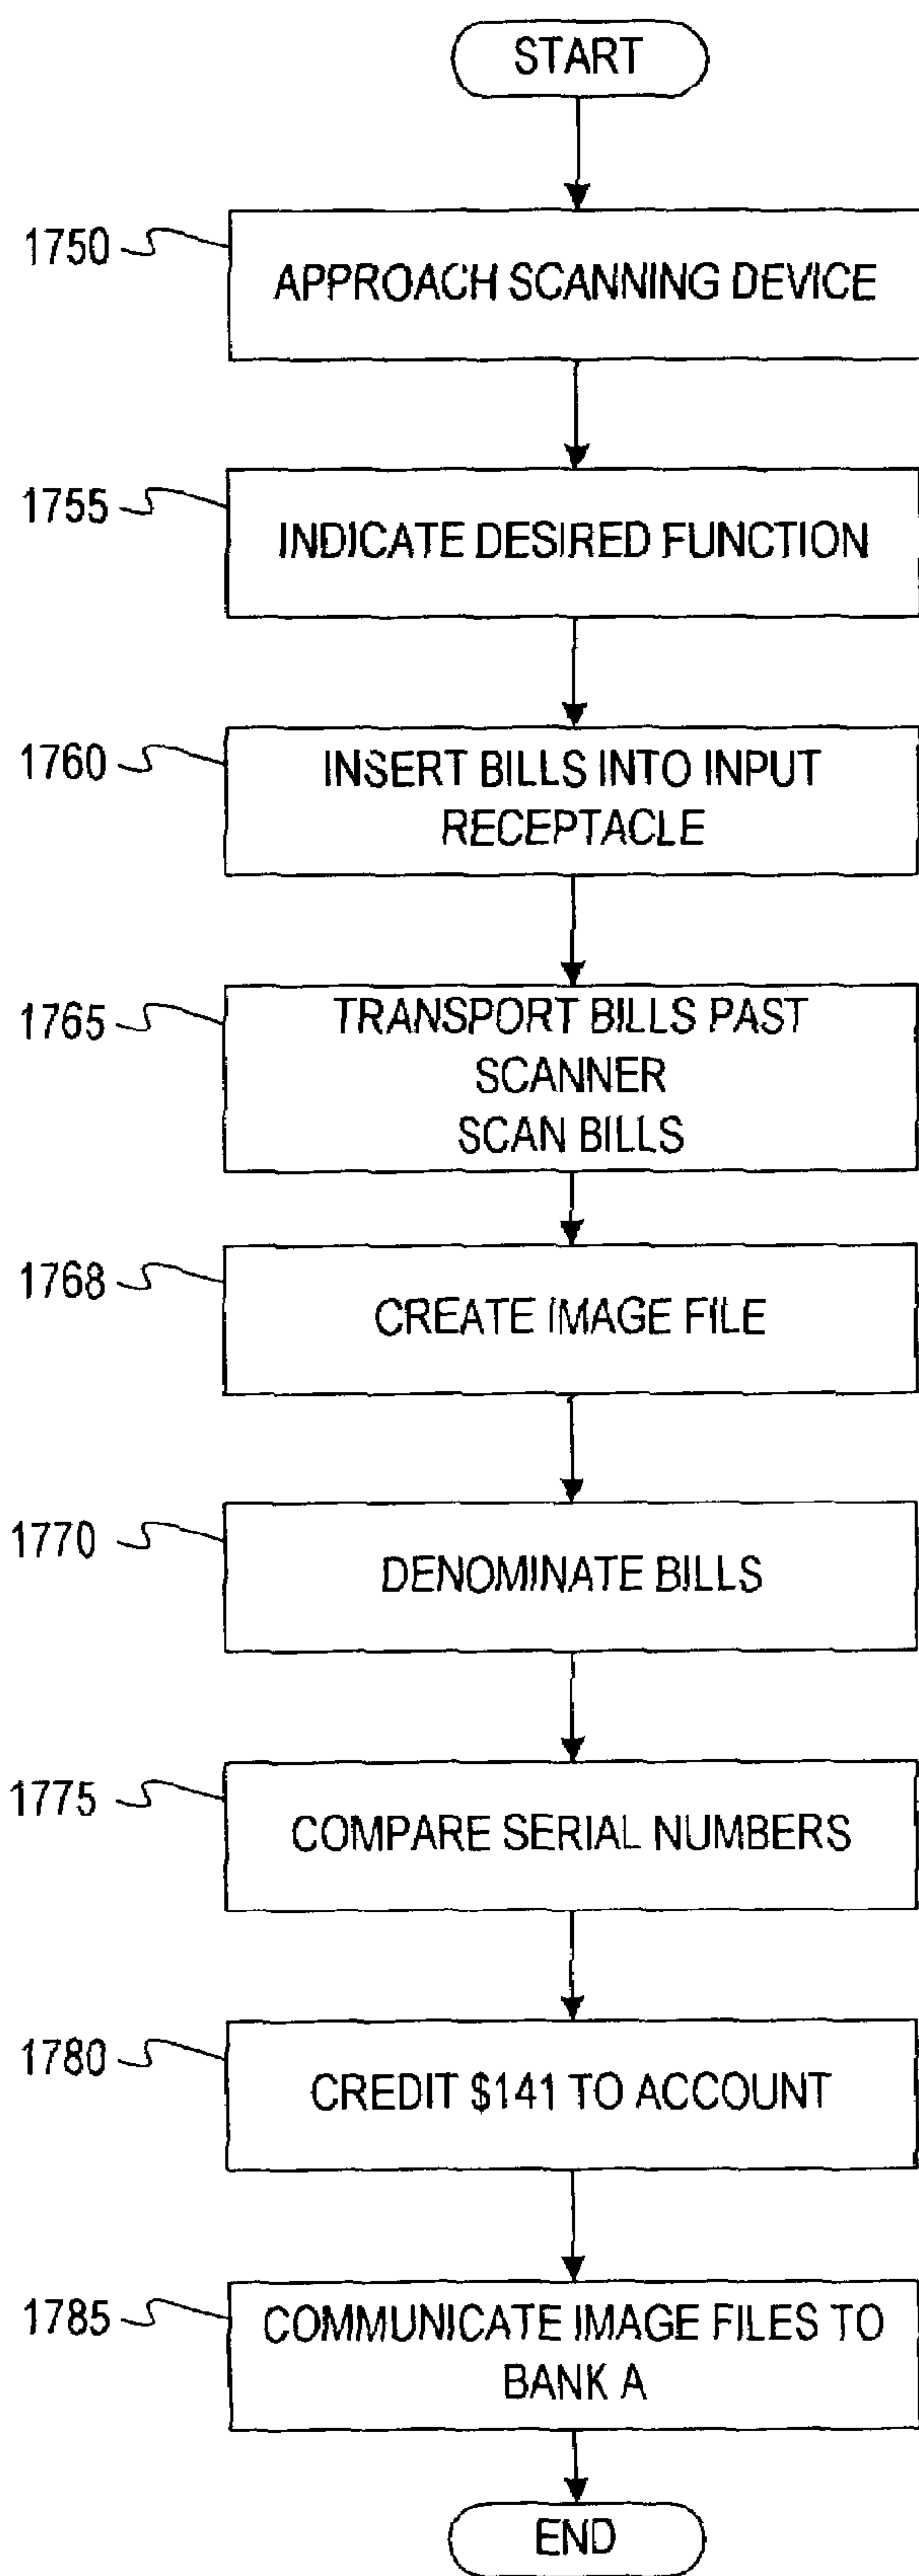 START
1750
APPROACH SCANNING DEVICE
1755
INDICATE DESIRED FUNCTION
1760
INSERT BILLS INTO INPUT
RECEPTACLE
1765
TRANSPORT BILLS PAST
SCANNER
SCAN BILLS
1768
CREATE IMAGE FILE
1770
DENOMINATE BILLS
1775
COMPARE SERIAL NUMBERS
1780
CREDIT $141 TO ACCOUNT
1785
COMMUNICATE IMAGE FILES TO
BANK A
END